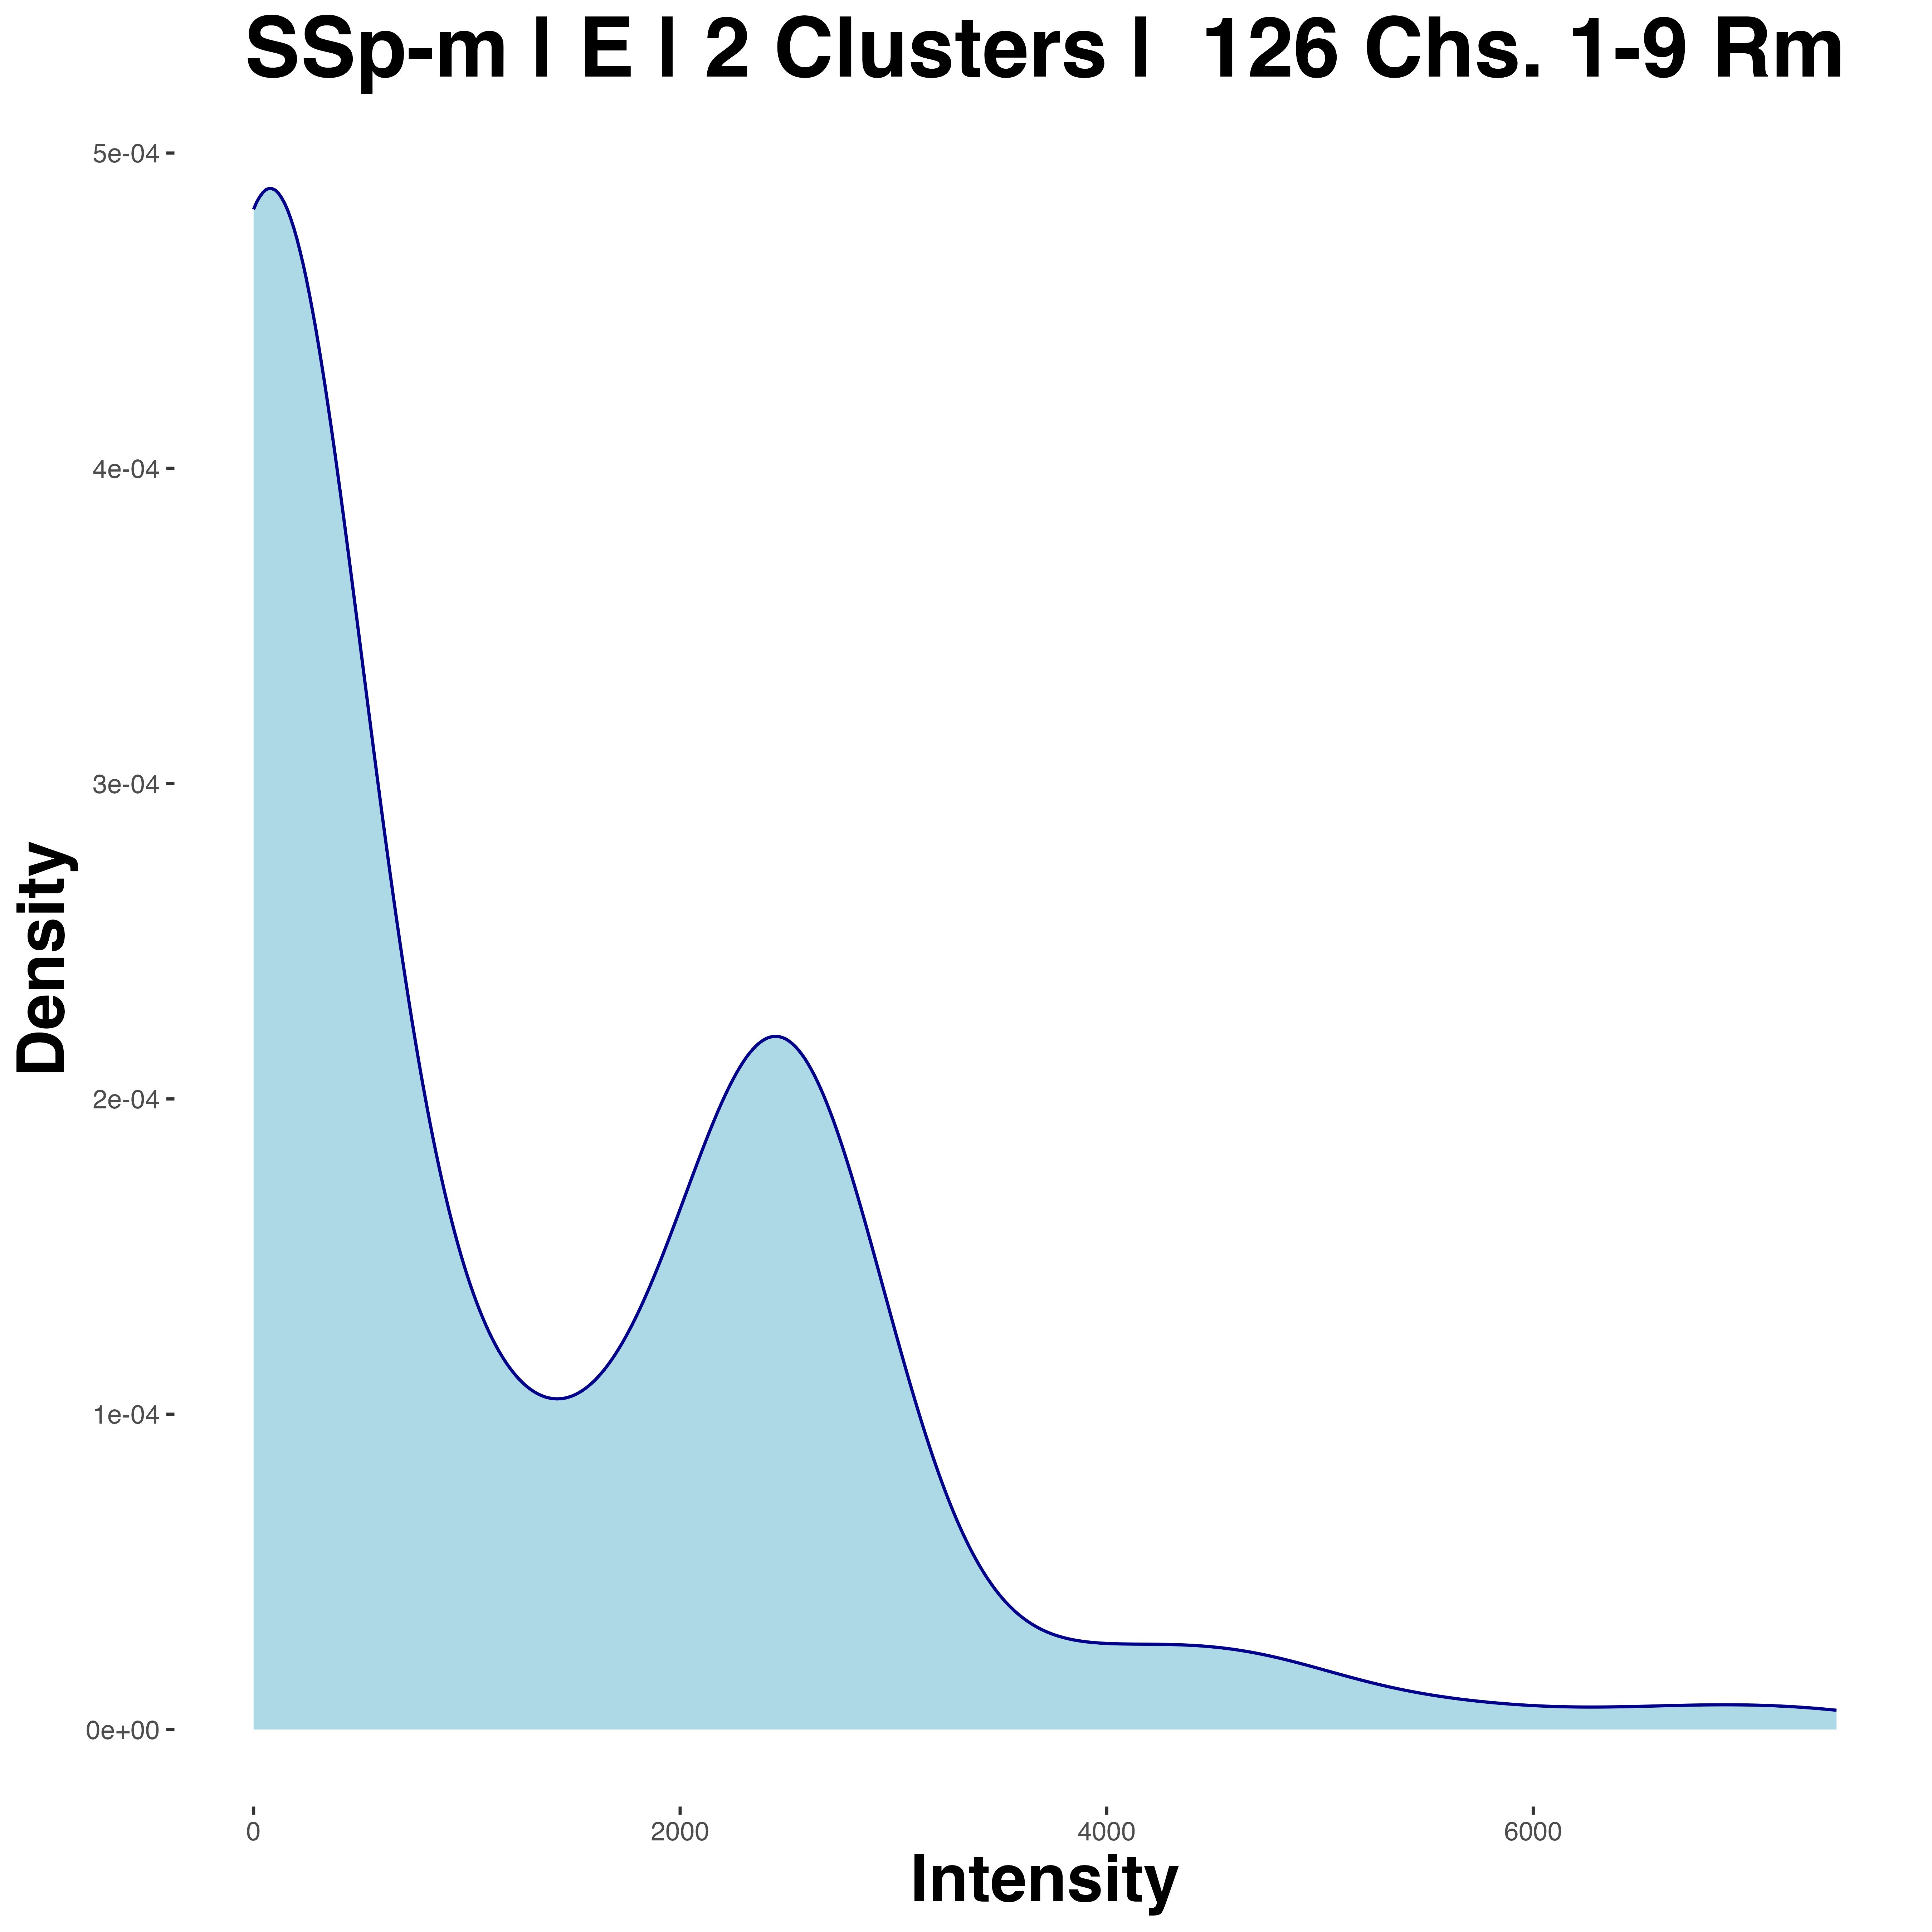 SSp-m | E | 2 Clusters |  126 Chs. 1-9 Rm
5e-04
4e-04
3e-04
2e-04
1e-04
0e+00
Density
0 2000 4000 6000
Intensity